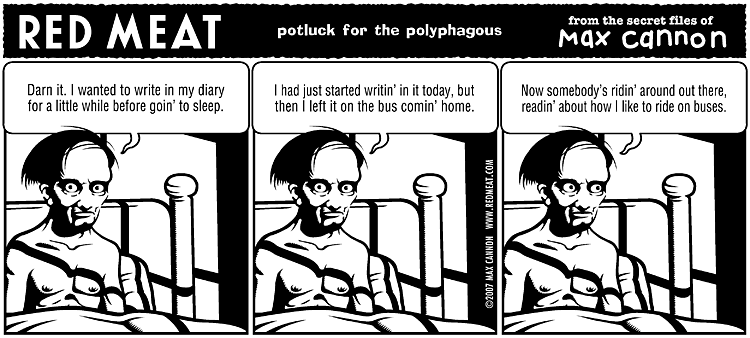 RED MEAT
potluck for the polyphagous
from the secret files of
Max cannon
Darn it. I wanted to write in my diary
for a little while before goin' to sleep.
I had just started writin' in it today, but
then I left it on the bus comin' home.
©2007 MAX CANNON WWW.REDMEAT.COM
Now somebody's ridin' around out there,
readin' about how I like to ride on buses.